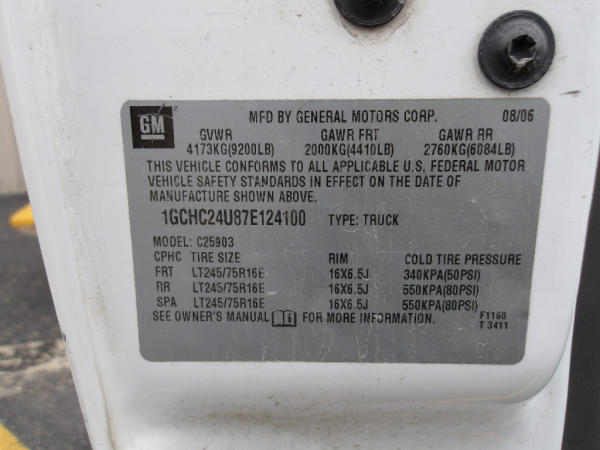 GM
MFD BY GENERAL MOTORS CORP. 08/06
GVWR GAWR FRT GAWR RR
4173KG(9200LB) 2000KG(4410LB) 2760KG(6084LB)
THIS VEHICLE CONFORMS TO ALL APPLICABLE U.S. FEDERAL MOTOR
VEHICLE SAFETY STANDARDS IN EFFECT ON THE DATE OF
MANUFACTURE SHOWN ABOVE.
1GCHC24U87E124100 TYPE: TRUCK
MODEL: C25903
CPHC TIRE SIZE RIM COLD TIRE PRESSURE
FRT LT245/75R16E 16X6.5J 340KPA(50PSI)
RR LT245/75R16E 16X6.5J 550KPA(80PSI)
SPA LT245/75R16E 16X6.5J 550KPA(80PSI)
SEE OWNER'S MANUAL FOR MORE INFORMATION. F1160
T 3411